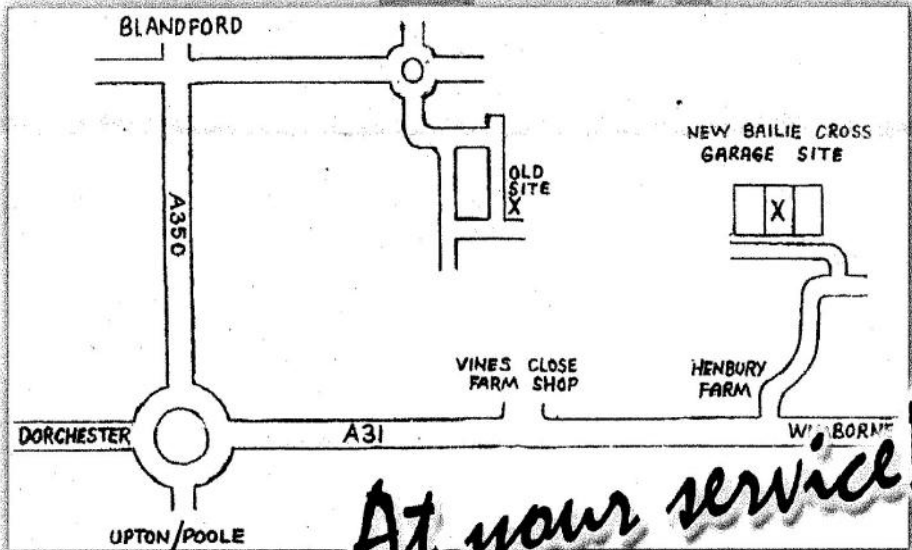 BLANDFORD
A350
OLD
SITE
X
NEW BAILIE CROSS
GARAGE SITE
X
VINES CLOSE
FARM SHOP
HENBURY
FARM
DORCHESTER
A31
WIMBORNE
UPTON/POOLE
At your service